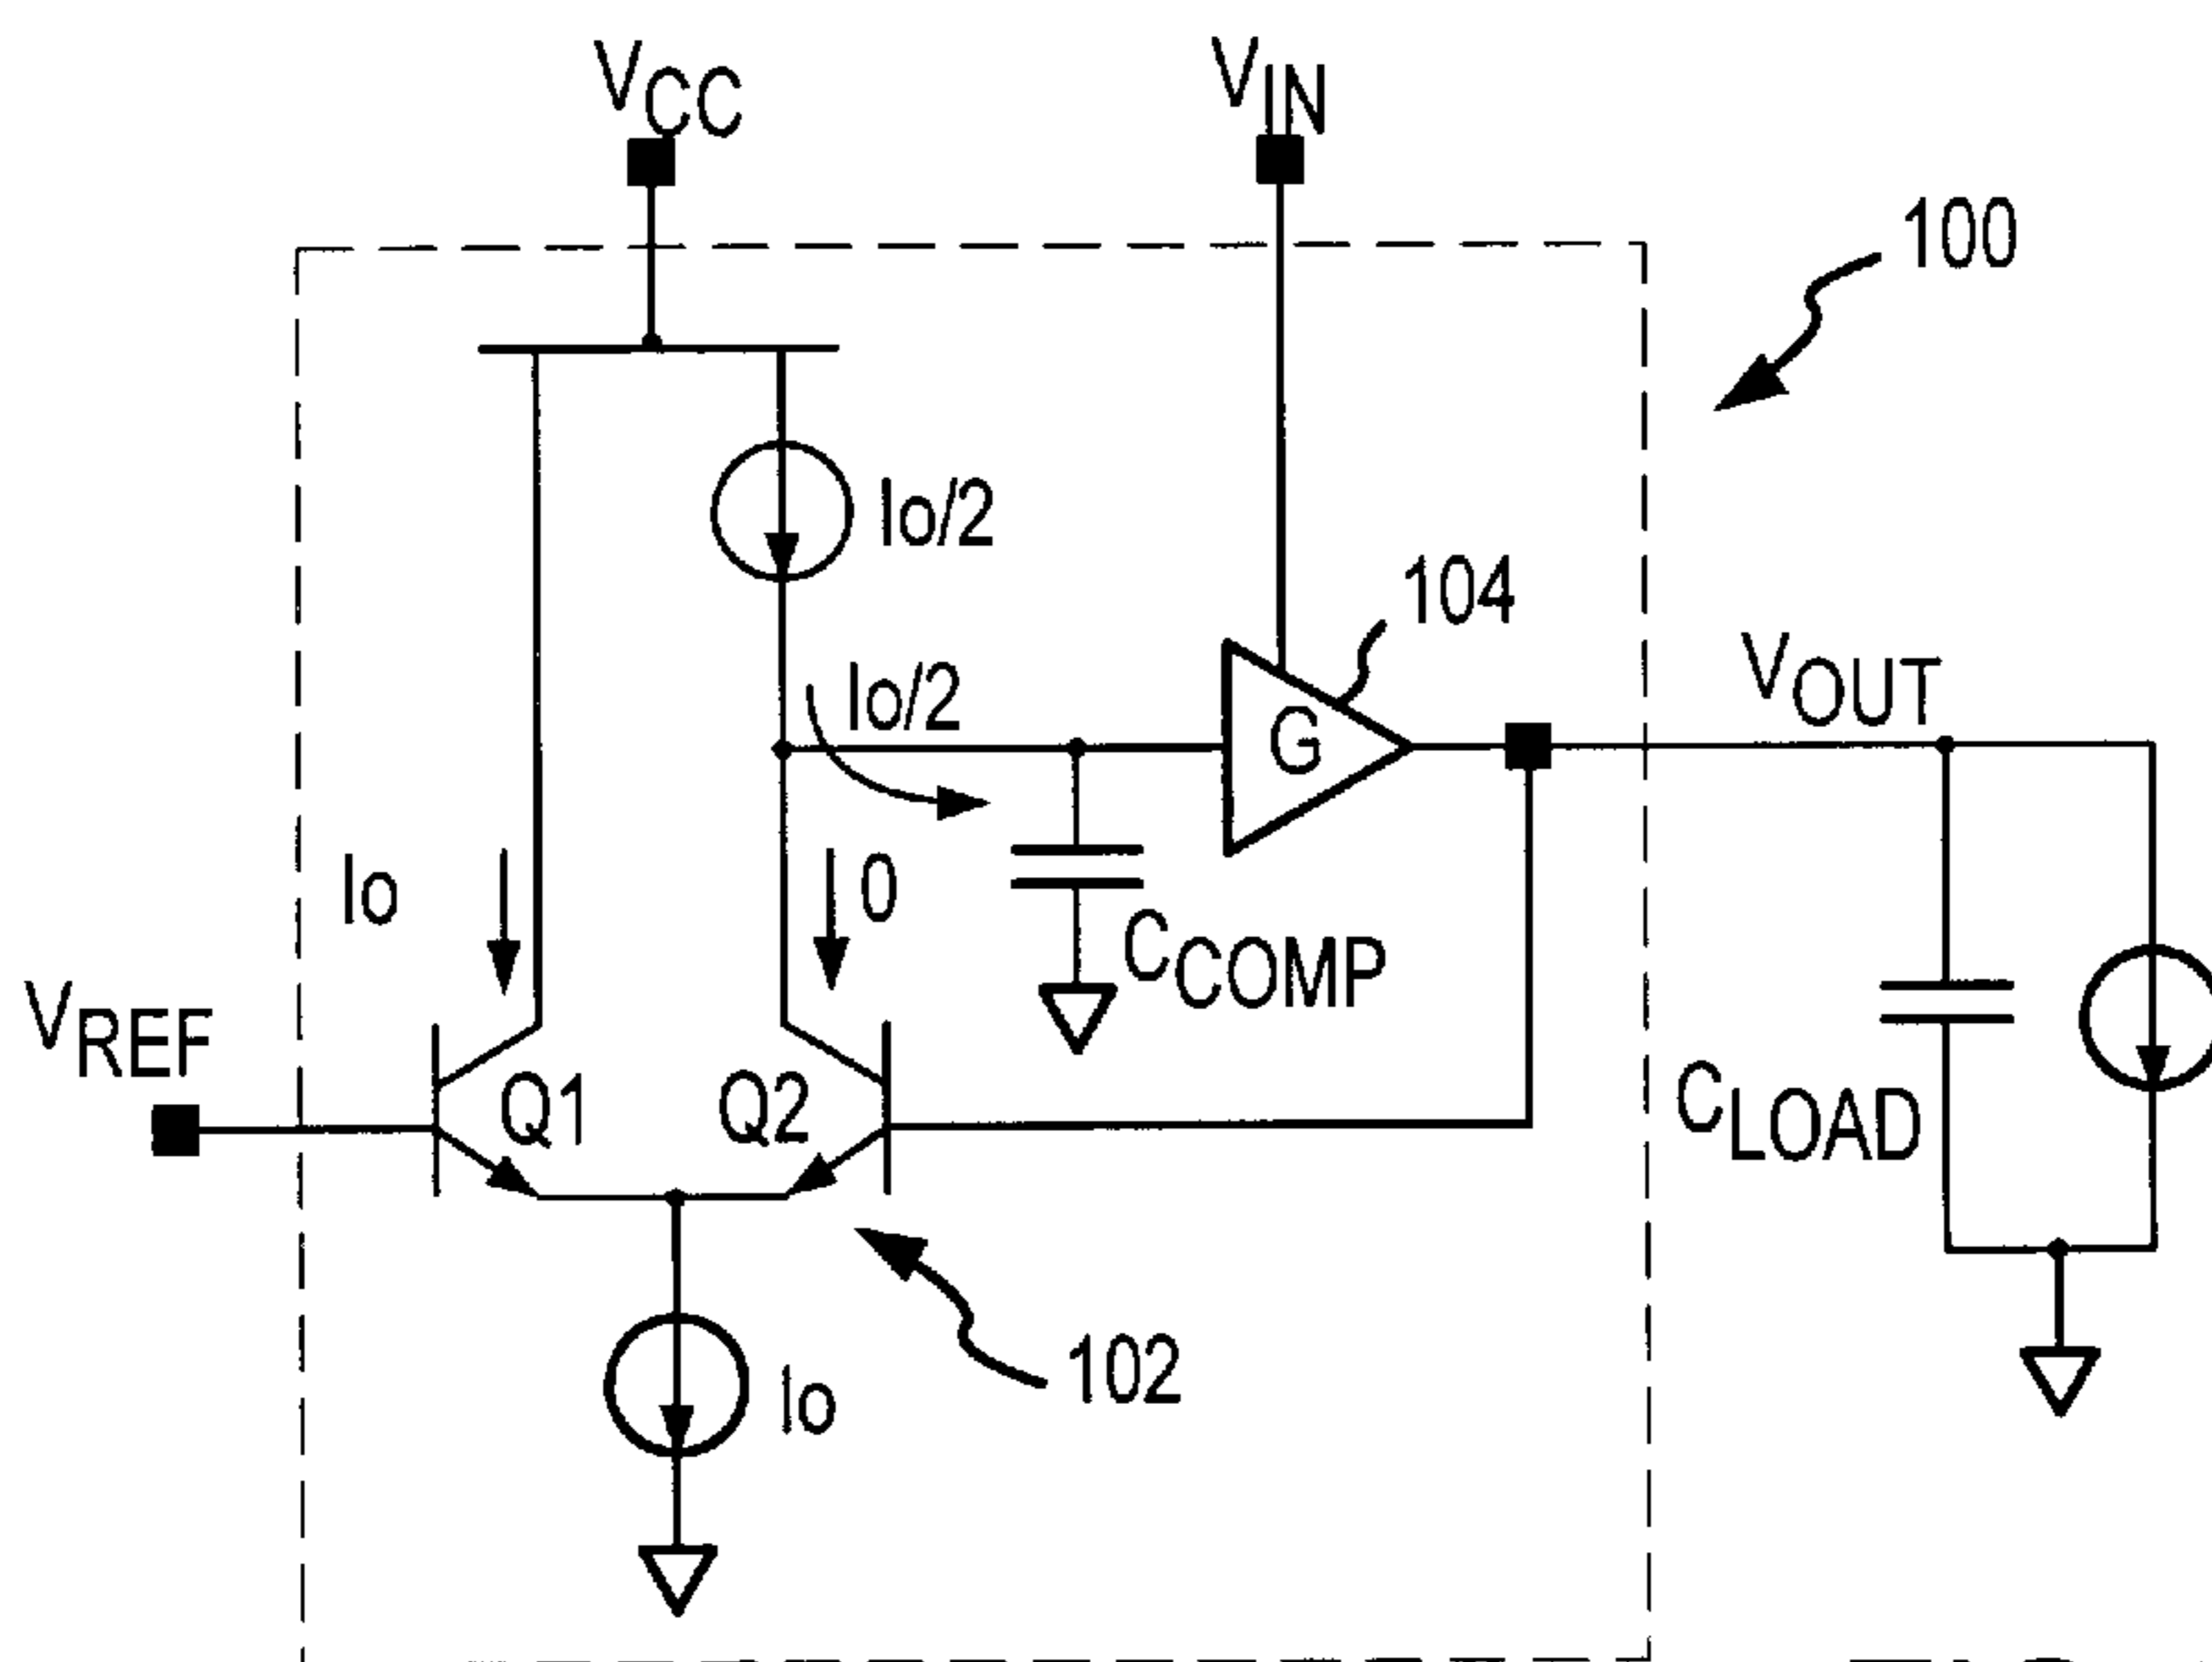 VCC
VIN
100
Io/2
104
Io/2
VOUT
G
Io
0
CCOMP
VREF
Q1
Q2
CLOAD
102
Io